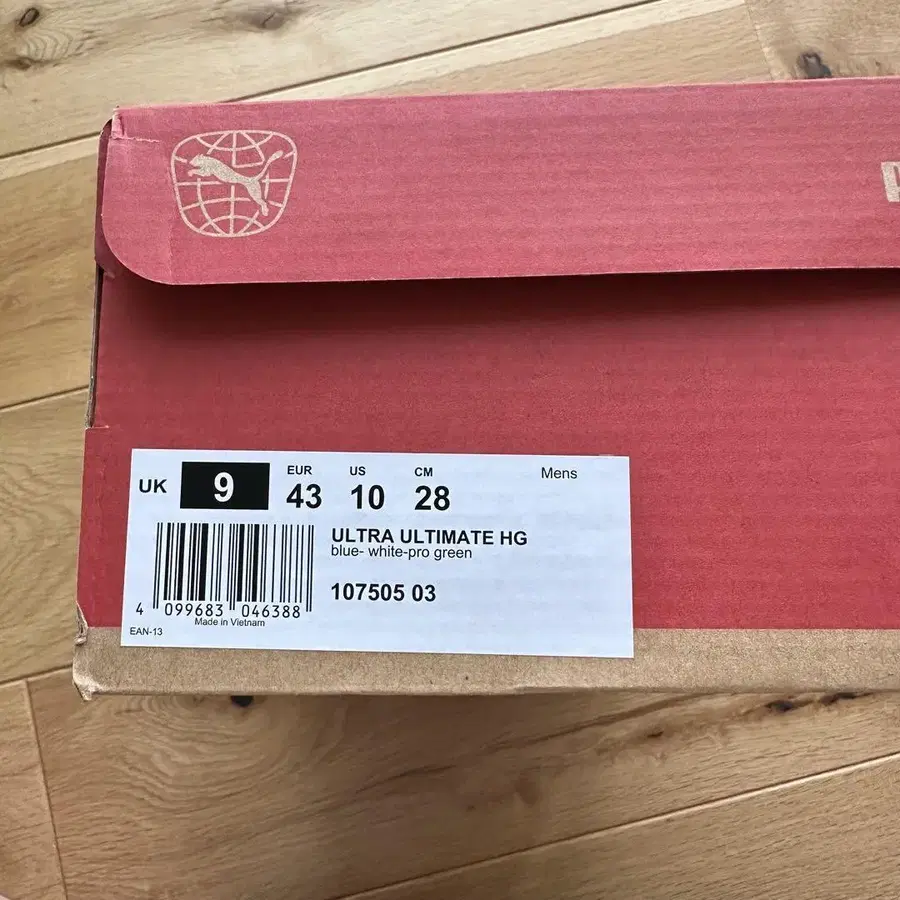 UK 9
EUR 43
US 10
CM 28
Mens
ULTRA ULTIMATE HG
blue- white-pro green
107505 03
4 099683 046388
Made in Vietnam
EAN-13